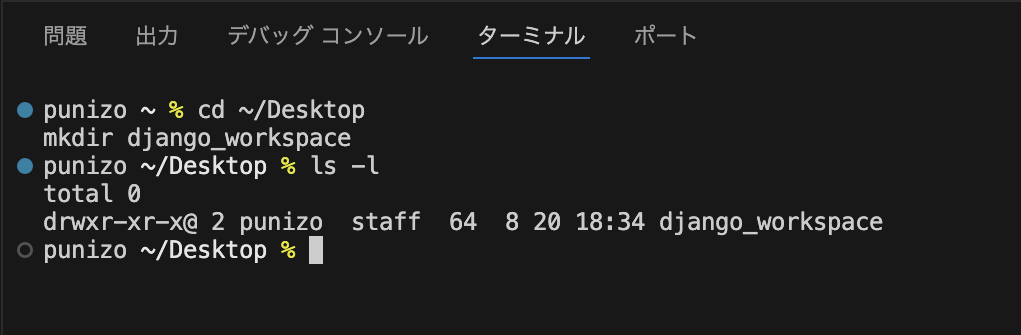 問題 出力 デバッグ コンソール ターミナル ポート
punizo ~ % cd ~/Desktop
mkdir django_workspace
punizo ~/Desktop % ls -l
total 0
drwxr-xr-x@ 2 punizo  staff  64  8 20 18:34 django_workspace
punizo ~/Desktop %